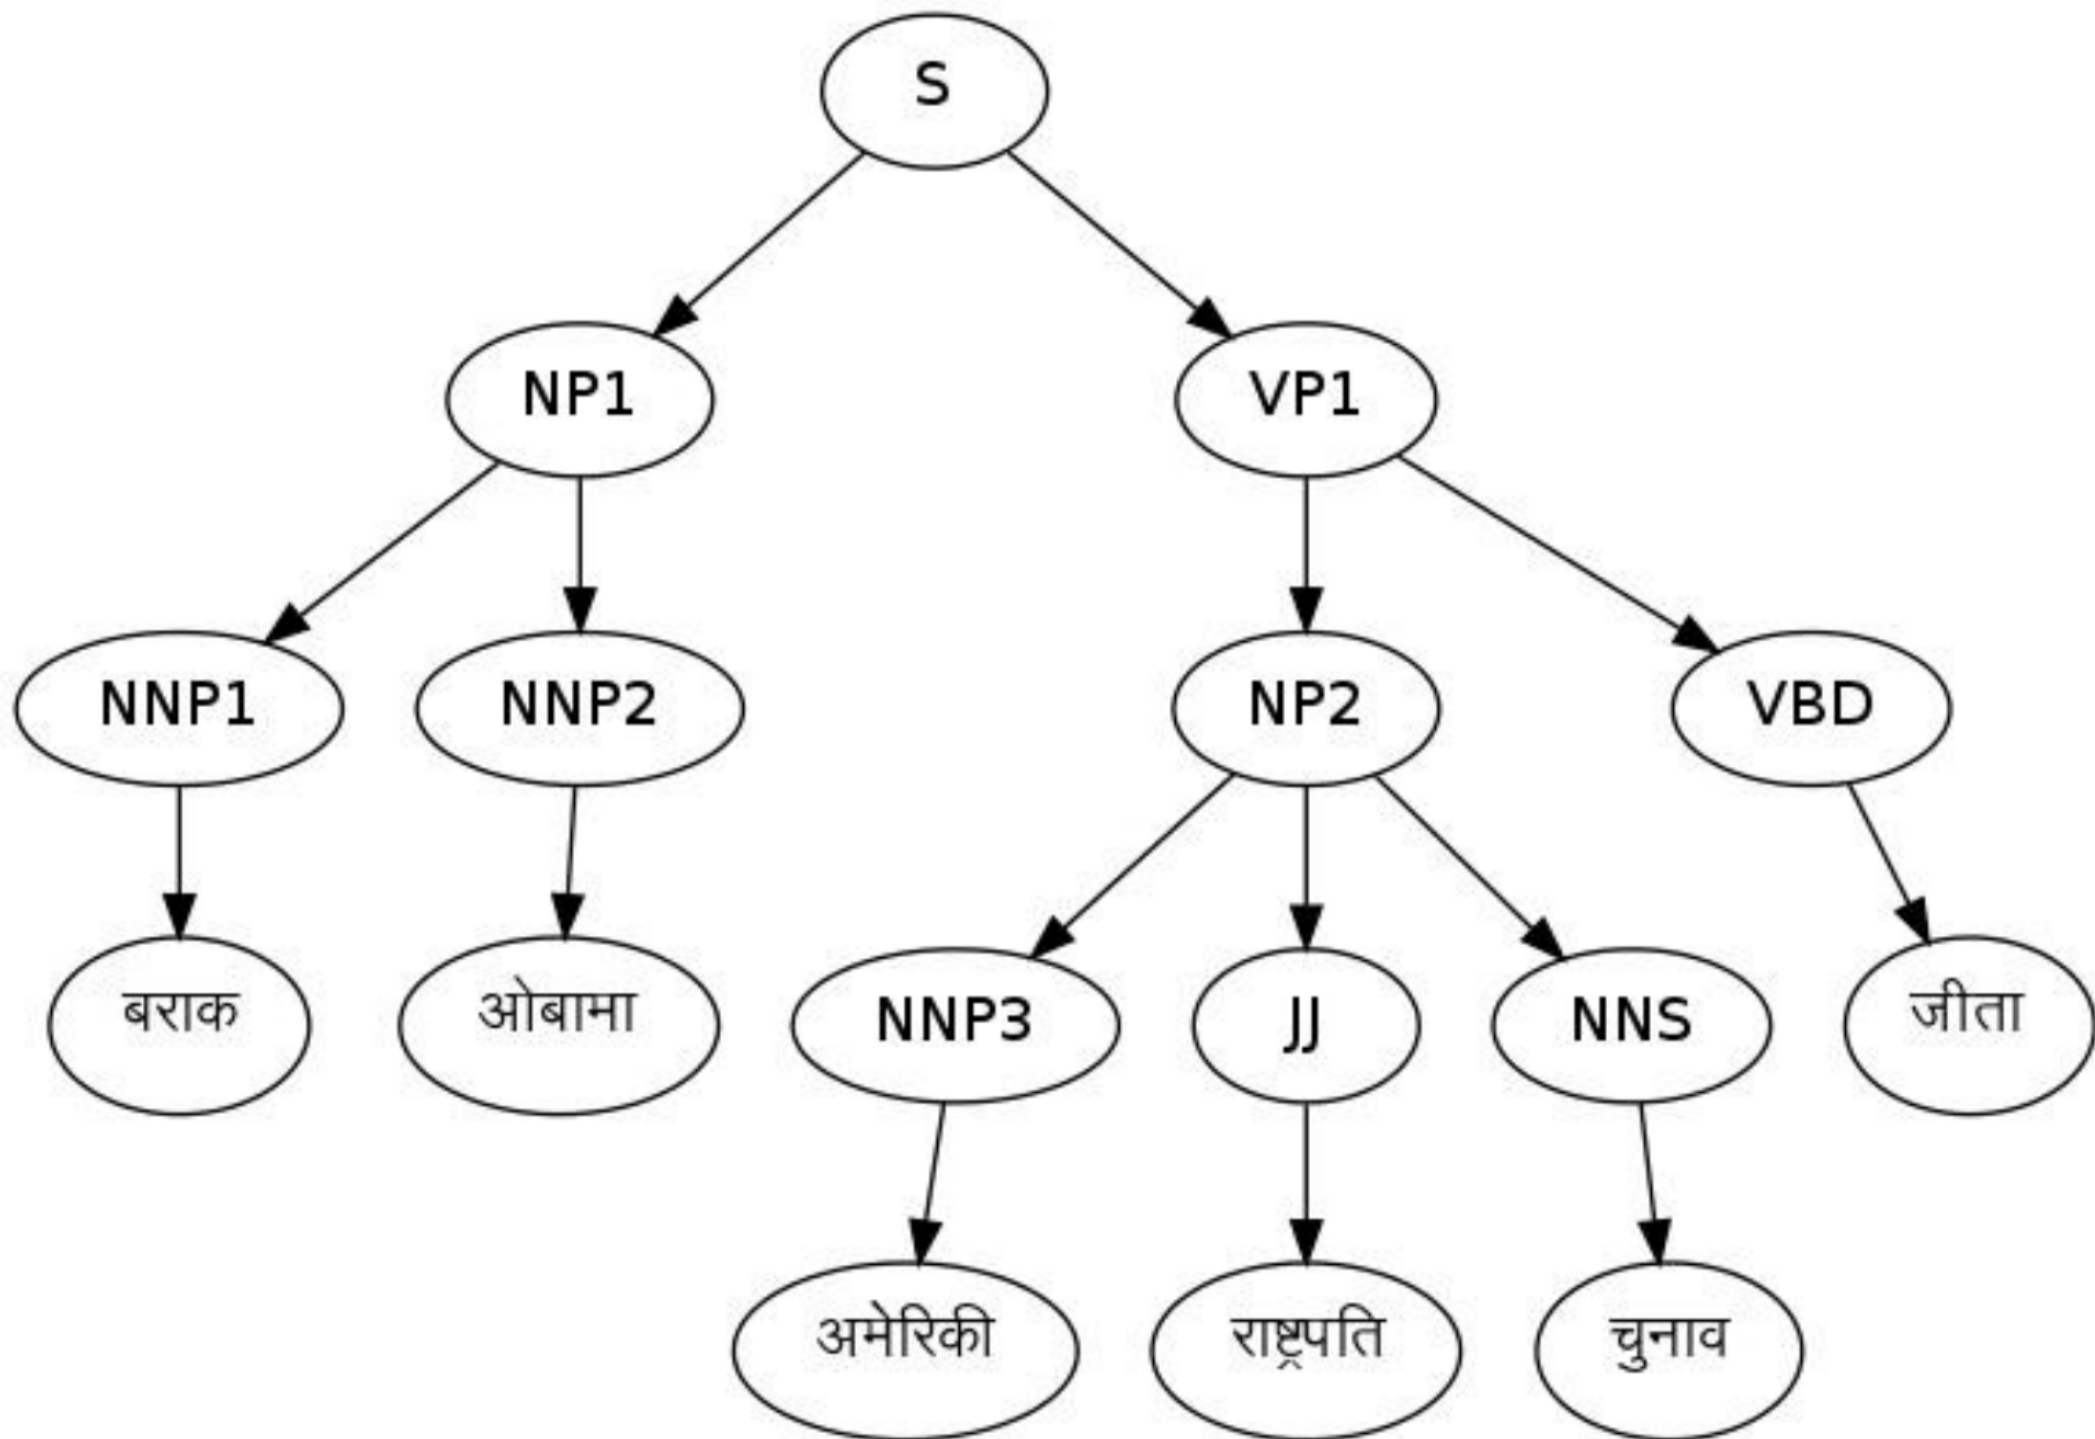 S
NP1 VP1
NNP1 NNP2 NP2 VBD
बराक ओबामा NNP3 JJ NNS जीता
अमेरिकी राष्ट्रपति चुनाव